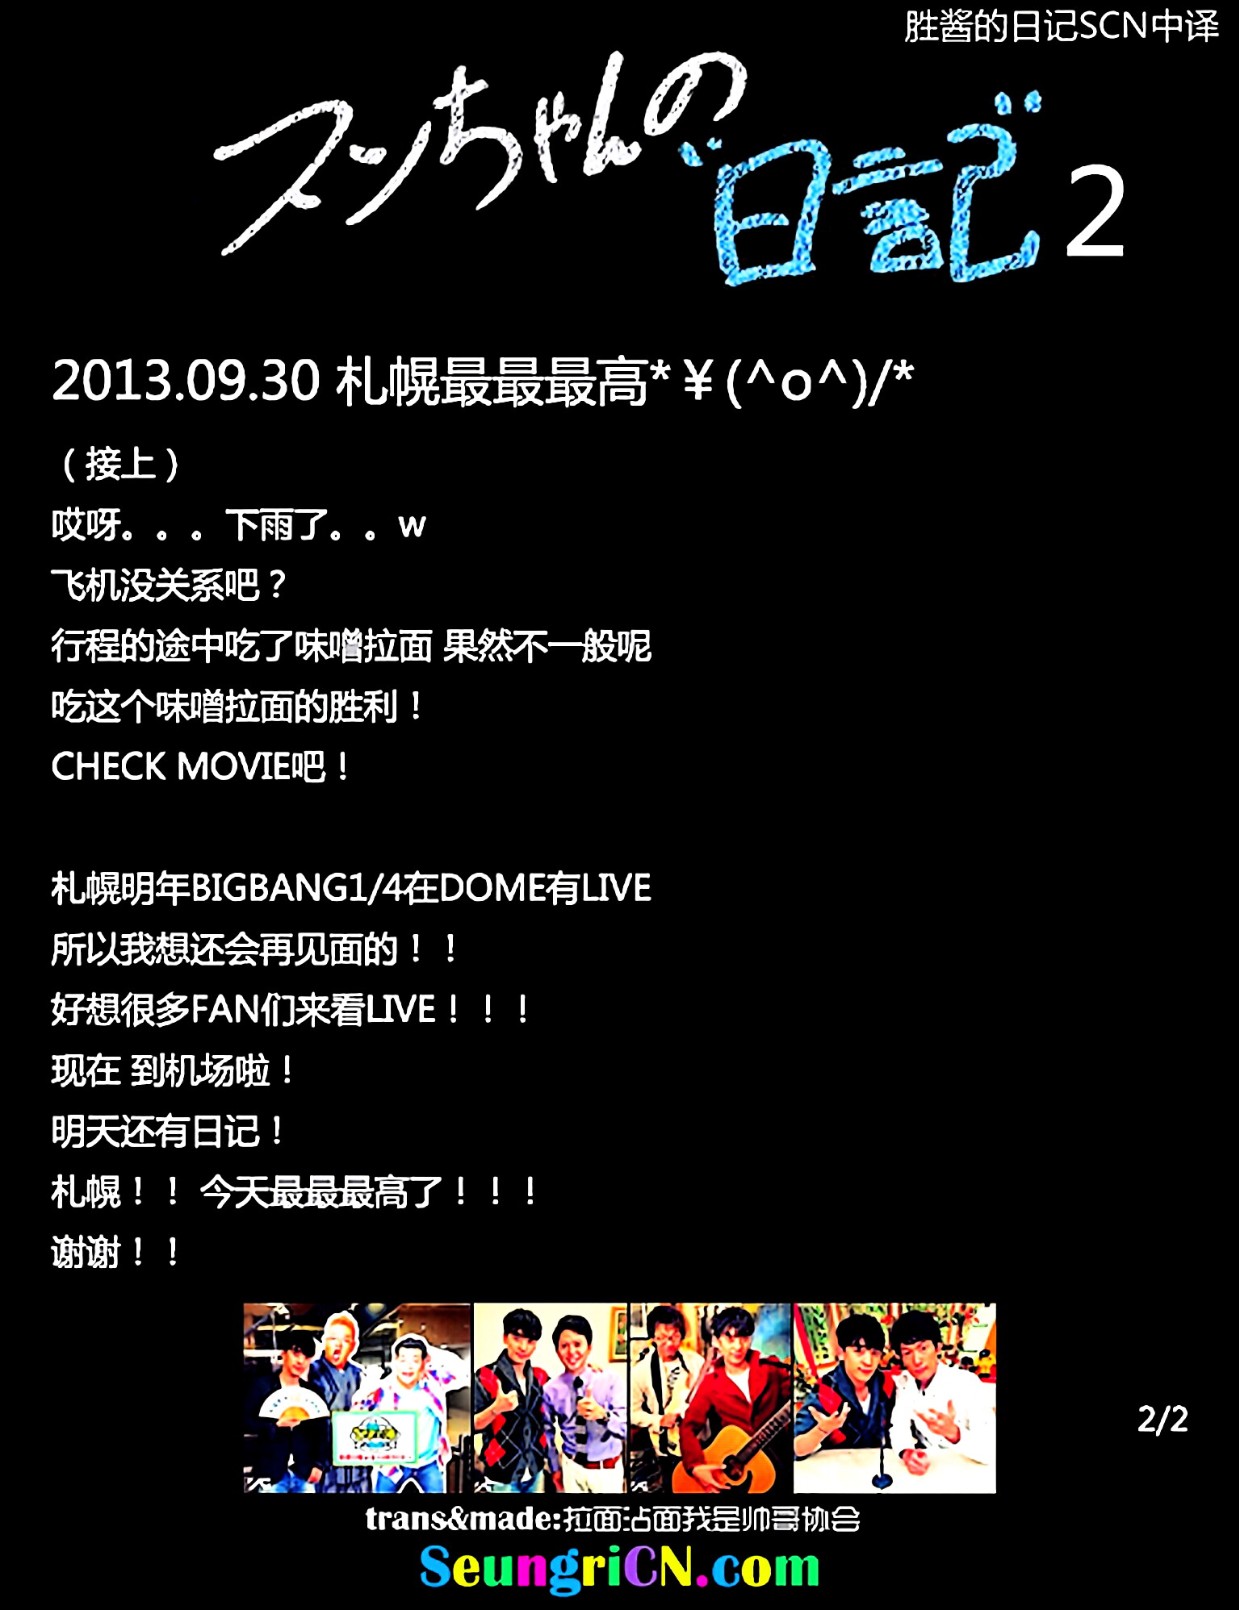 胜酱的日记SCN中译
スンちゃんの
日記2
2013.09.30 札幌最最最高*￥(^o^)/*
（接上）
哎呀。。。下雨了。。w
飞机没关系吧？
行程的途中吃了味噌拉面 果然不一般呢
吃这个味噌拉面的胜利！
CHECK MOVIE吧！
札幌明年BIGBANG1/4在DOME有LIVE
所以我想还会再见面的！！
好想很多FAN们来看LIVE！！！
现在 到机场啦！
明天还有日记！
札幌！！ 今天最最最高了！！！
谢谢！！
2/2
trans&made:拉面沾面我是帅哥协会
SeungriCN.com